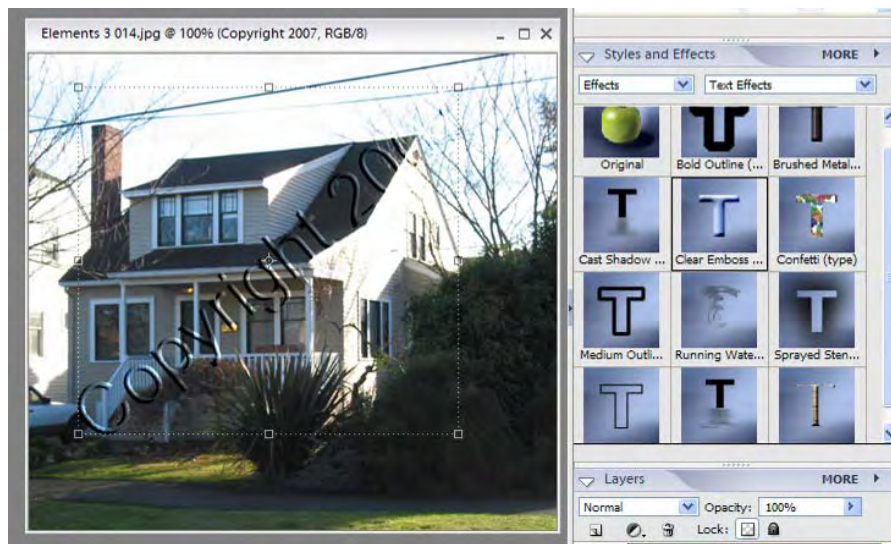 Elements 3 014.jpg @ 100% (Copyright 2007, RGB/8)
Copyright 20
Styles and Effects MORE
Effects Text Effects
Original Bold Outline (... Brushed Metal...
Cast Shadow ... Clear Emboss ... Confetti (type)
Medium Outli... Running Wate... Sprayed Sten...
Layers MORE
Normal Opacity: 100%
Lock: